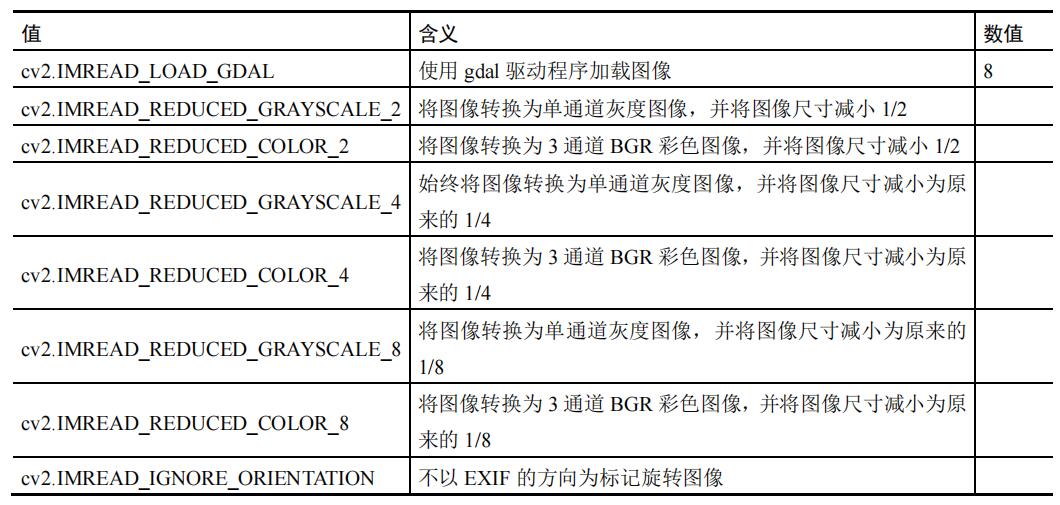 值 含义 数值
cv2.IMREAD_LOAD_GDAL 使用 gdal 驱动程序加载图像 8
cv2.IMREAD_REDUCED_GRAYSCALE_2 将图像转换为单通道灰度图像，并将图像尺寸减小 1/2
cv2.IMREAD_REDUCED_COLOR_2 将图像转换为 3 通道 BGR 彩色图像，并将图像尺寸减小 1/2
cv2.IMREAD_REDUCED_GRAYSCALE_4 始终将图像转换为单通道灰度图像，并将图像尺寸减小为原
来的 1/4
cv2.IMREAD_REDUCED_COLOR_4 将图像转换为 3 通道 BGR 彩色图像，并将图像尺寸减小为原
来的 1/4
cv2.IMREAD_REDUCED_GRAYSCALE_8 将图像转换为单通道灰度图像，并将图像尺寸减小为原来的
1/8
cv2.IMREAD_REDUCED_COLOR_8 将图像转换为 3 通道 BGR 彩色图像，并将图像尺寸减小为原
来的 1/8
cv2.IMREAD_IGNORE_ORIENTATION 不以 EXIF 的方向为标记旋转图像